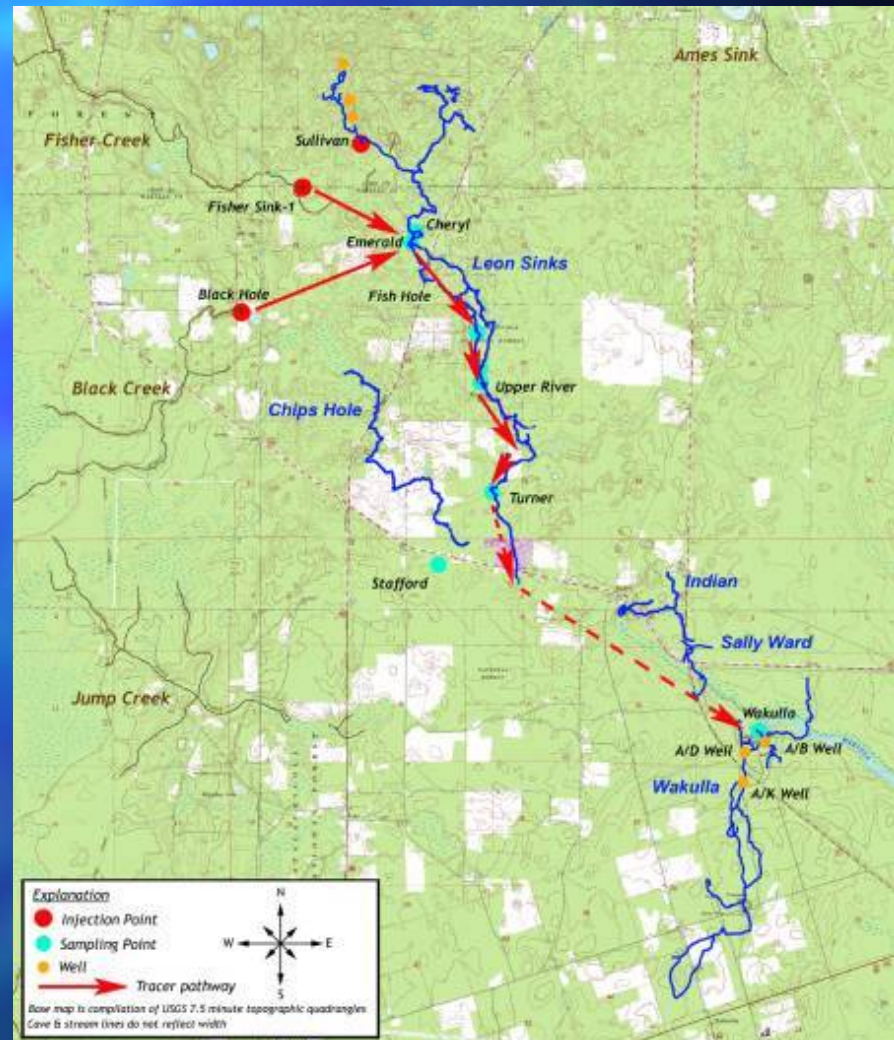 Ames Sink
FOREST
Fisher Creek
Sullivan
Fisher Sink-1
Cheryl
Emerald
Leon Sinks
Black Hole
Fish Hole
Black Creek
Upper River
Chips Hole
Turner
Stafford
Indian
Sally Ward
Jump Creek
Wakulla
A/D Well
A/B Well
Wakulla
A/K Well
Explanation
Injection Point
Sampling Point
Well
Tracer pathway
N
W
E
S
Base map is compilation of USGS 7.5 minute topographic quadrangles
Cave & stream lines do not reflect width